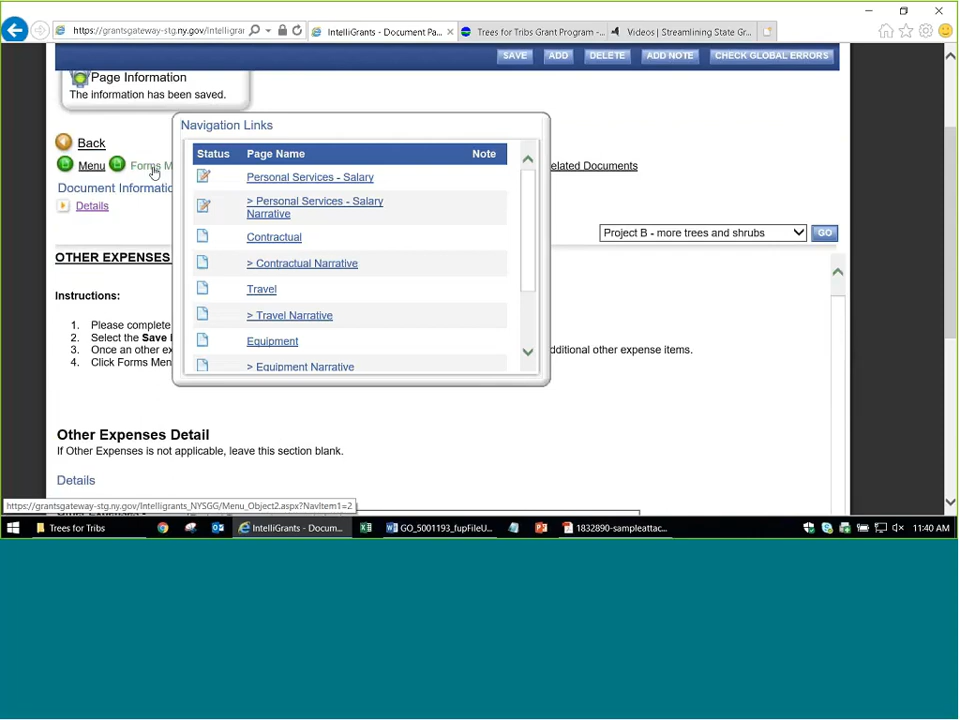 https://grantsgateway-stg.ny.gov/Intelligrai
IntelliGrants - Document Pa...
Trees for Tribs Grant Program -...
Videos | Streamlining State Gr...
SAVE
ADD
DELETE
ADD NOTE
CHECK GLOBAL ERRORS
Page Information
The information has been saved.
Navigation Links
Back
Menu
Forms M
elated Documents
Document Informatio
Details
Status
Page Name
Note
Personal Services - Salary
> Personal Services - Salary
Narrative
Contractual
> Contractual Narrative
Travel
> Travel Narrative
Equipment
> Equipment Narrative
Project B - more trees and shrubs
GO
OTHER EXPENSES
Instructions:
1. Please complete
2. Select the Save
3. Once an other ex
dditional other expense items.
4. Click Forms Men
Other Expenses Detail
If Other Expenses is not applicable, leave this section blank.
Details
https://grantsgateway-stg.ny.gov/Intelligrants_NYSGG/Menu_Object2.aspx?NavItem1=2
Trees for Tribs
IntelliGrants - Docum...
GO_5001193_fupFileU...
1832890-sampleattac...
11:40 AM